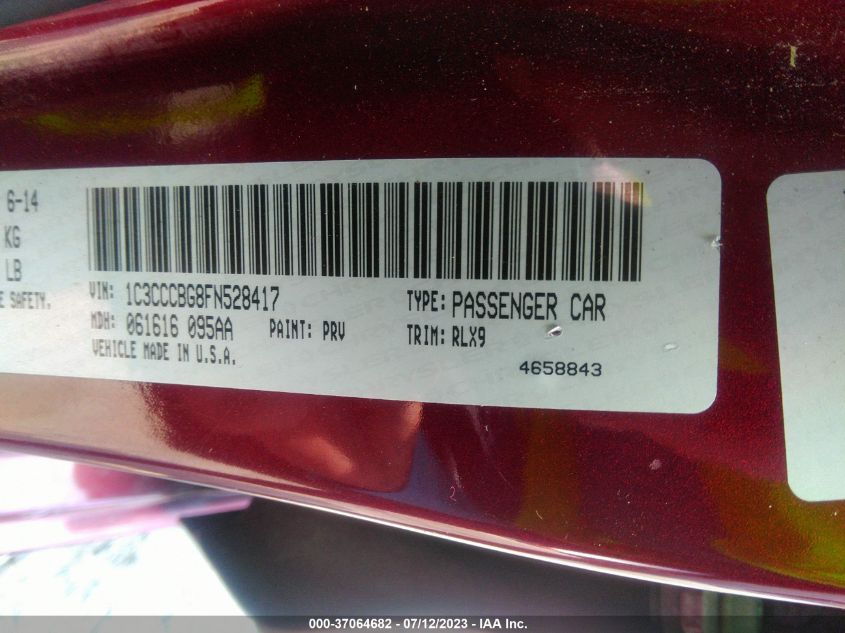 6-14
KG
LB
E SAFETY.
VIN: 1C3CCCBG8FN528417
TYPE: PASSENGER CAR
MDH: 061616 095AA PAINT: PRV
TRIM: RLX9
VEHICLE MADE IN U.S.A.
4658843
000-37064682 - 07/12/2023 - IAA Inc.